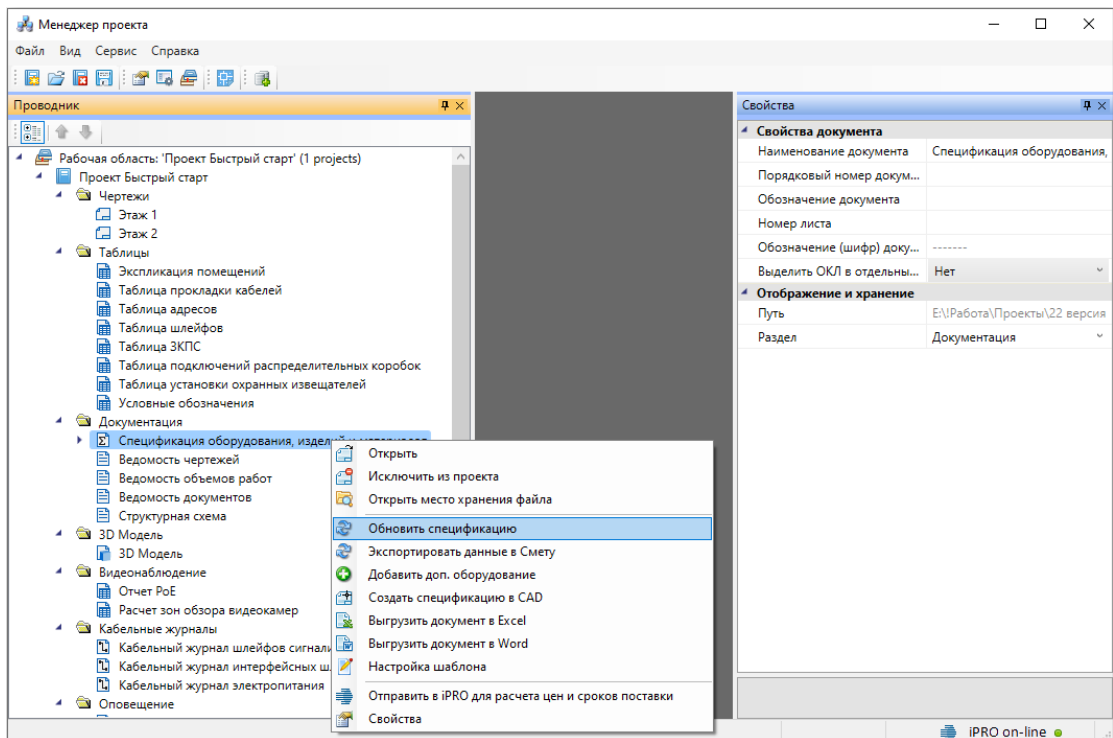 Менеджер проекта
Файл Вид Сервис Справка
Проводник
Рабочая область: 'Проект Быстрый старт' (1 projects)
Проект Быстрый старт
Чертежи
Этаж 1
Этаж 2
Таблицы
Экспликация помещений
Таблица прокладки кабелей
Таблица адресов
Таблица шлейфов
Таблица ЗКПС
Таблица подключений распределительных коробок
Таблица установки охранных извещателей
Условные обозначения
Документация
Спецификация оборудования, изделий и материалов
Ведомость чертежей
Ведомость объемов работ
Ведомость документов
Структурная схема
3D Модель
3D Модель
Видеонаблюдение
Отчет PoE
Расчет зон обзора видеокамер
Кабельные журналы
Кабельный журнал шлейфов сигнали
Кабельный журнал интерфейсных ш
Кабельный журнал электропитания
Оповещение
Открыть
Исключить из проекта
Открыть место хранения файла
Обновить спецификацию
Экспортировать данные в Смету
Добавить доп. оборудование
Создать спецификацию в CAD
Выгрузить документ в Excel
Выгрузить документ в Word
Настройка шаблона
Отправить в iPRO для расчета цен и сроков поставки
Свойства
Свойства
Свойства документа
Наименование документа Спецификация оборудования,
Порядковый номер докум...
Обозначение документа
Номер листа
Обозначение (шифр) доку... -------
Выделить ОКЛ в отдельны... Нет
Отображение и хранение
Путь E:\!Работа\Проекты\22 версия
Раздел Документация
iPRO on-line